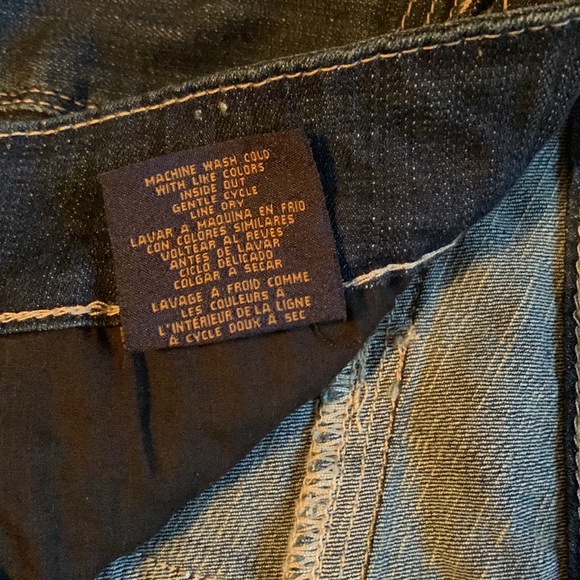 MACHINE WASH COLD
WITH LIKE COLORS
INSIDE OUT
GENTLE CYCLE
LINE DRY
LAVAR A MAQUINA EN FRIO
CON COLORES SIMILARES
VOLTEAR AL REVES
ANTES DE LAVAR
CICLO DELICADO
COLGAR A SECAR
LAVAGE A FROID COMME
LES COULEURS A
L'INTERIEUR DE LA LIGNE
A CYCLE DOUX A SEC